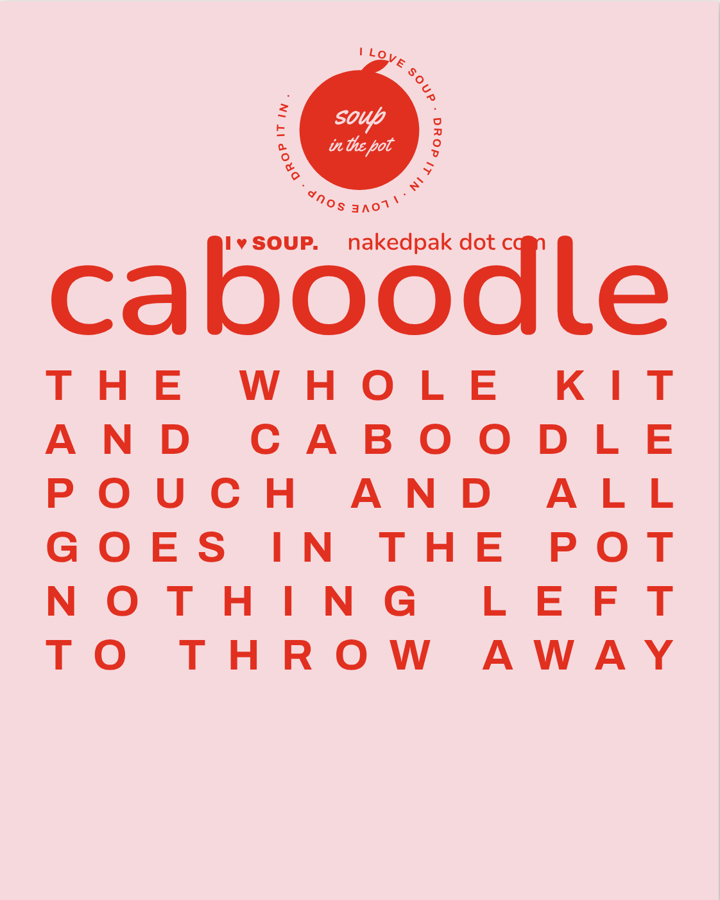 I LOVE SOUP · DROP IT IN · I LOVE SOUP · DROP IT IN ·
soup
in the pot
I ♥ SOUP. nakedpak dot com
caboodle
THE WHOLE KIT
AND CABOODLE
POUCH AND ALL
GOES IN THE POT
NOTHING LEFT
TO THROW AWAY